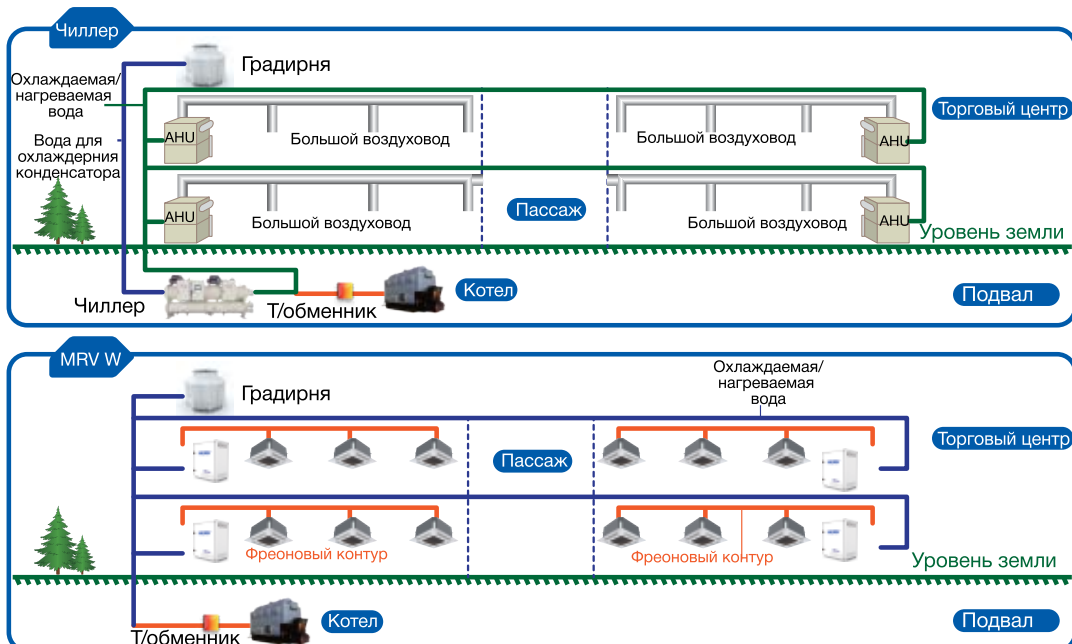 Чиллер
Градирня
Охлаждаемая/
нагреваемая
вода
Торговый центр
AHU
Большой воздуховод
Большой воздуховод
AHU
Вода для
охлаждерния
конденсатора
AHU
Большой воздуховод
Пассаж
Большой воздуховод
AHU
Уровень земли
Чиллер
Т/обменник
Котел
Подвал
MRV W
Градирня
Охлаждаемая/
нагреваемая
вода
Торговый центр
Пассаж
Фреоновый контур
Фреоновый контур
Уровень земли
Т/обменник
Котел
Подвал